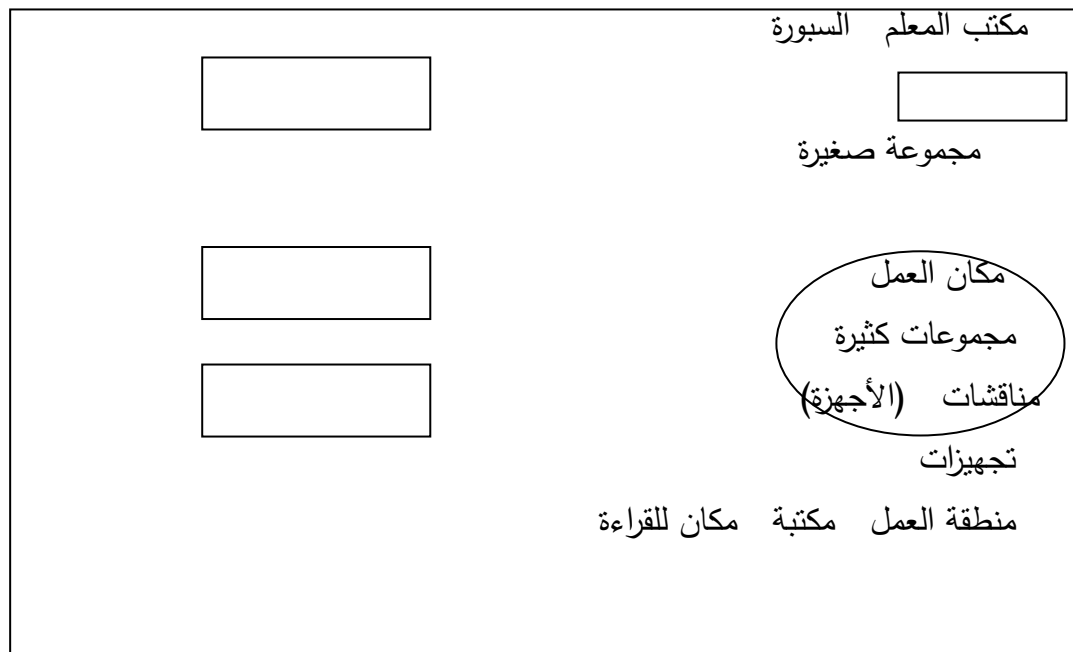 مكتب المعلم السبورة
مجموعة صغيرة
مكان العمل
مجموعات كثيرة
مناقشات (الأجهزة)
تجهيزات
منطقة العمل مكتبة مكان للقراءة